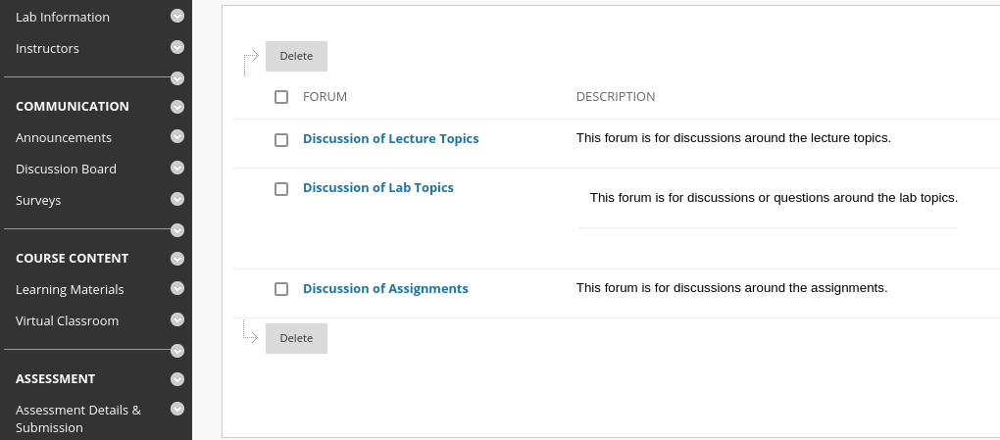 Lab Information
Instructors
COMMUNICATION
Announcements
Discussion Board
Surveys
COURSE CONTENT
Learning Materials
Virtual Classroom
ASSESSMENT
Assessment Details &
Submission
Delete
FORUM DESCRIPTION
Discussion of Lecture Topics This forum is for discussions around the lecture topics.
Discussion of Lab Topics This forum is for discussions or questions around the lab topics.
Discussion of Assignments This forum is for discussions around the assignments.
Delete